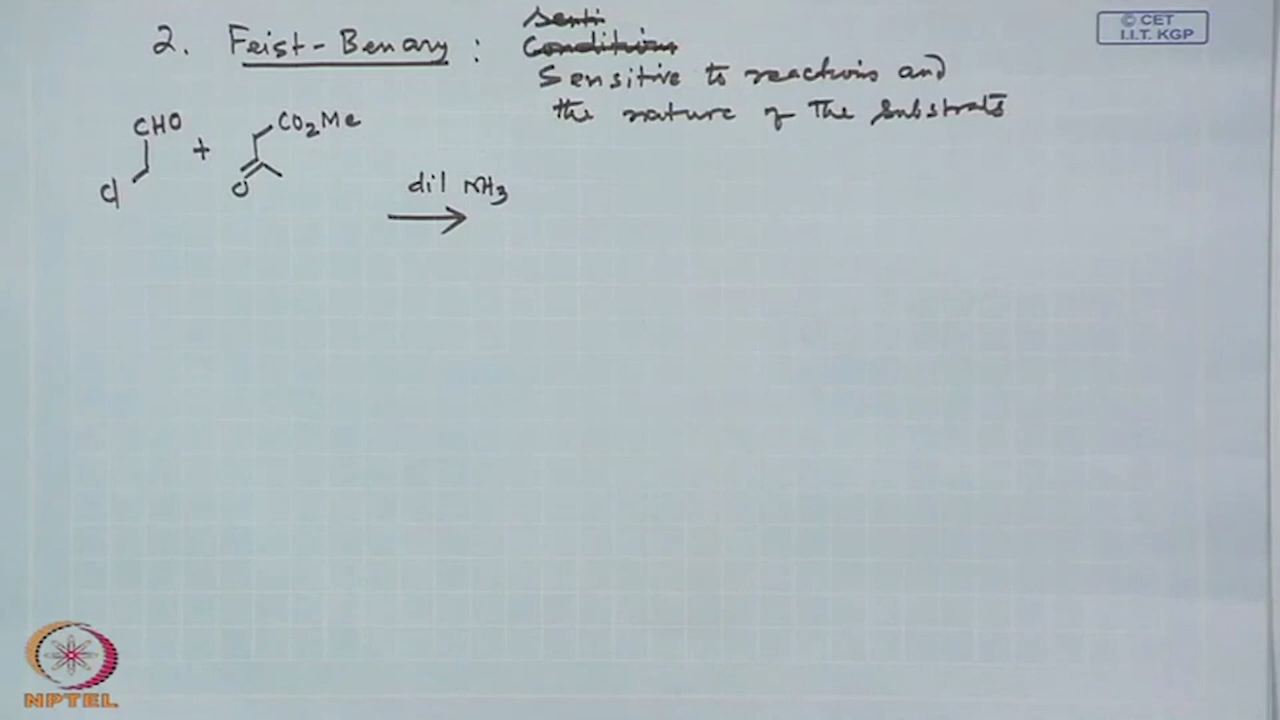 Senti
Condition
2. Feist-Benary :
Sensitive to reactions and
the nature of the substrats
© CET
I.I.T. KGP
CHO
+
CO2Me
Cl
O
dil NH3
NPTEL